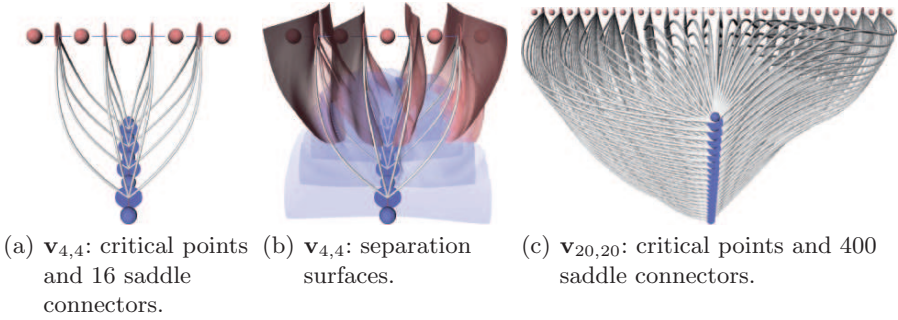 (a) v4,4: critical points
and 16 saddle
connectors.
(b) v4,4: separation
surfaces.
(c) v20,20: critical points and 400
saddle connectors.